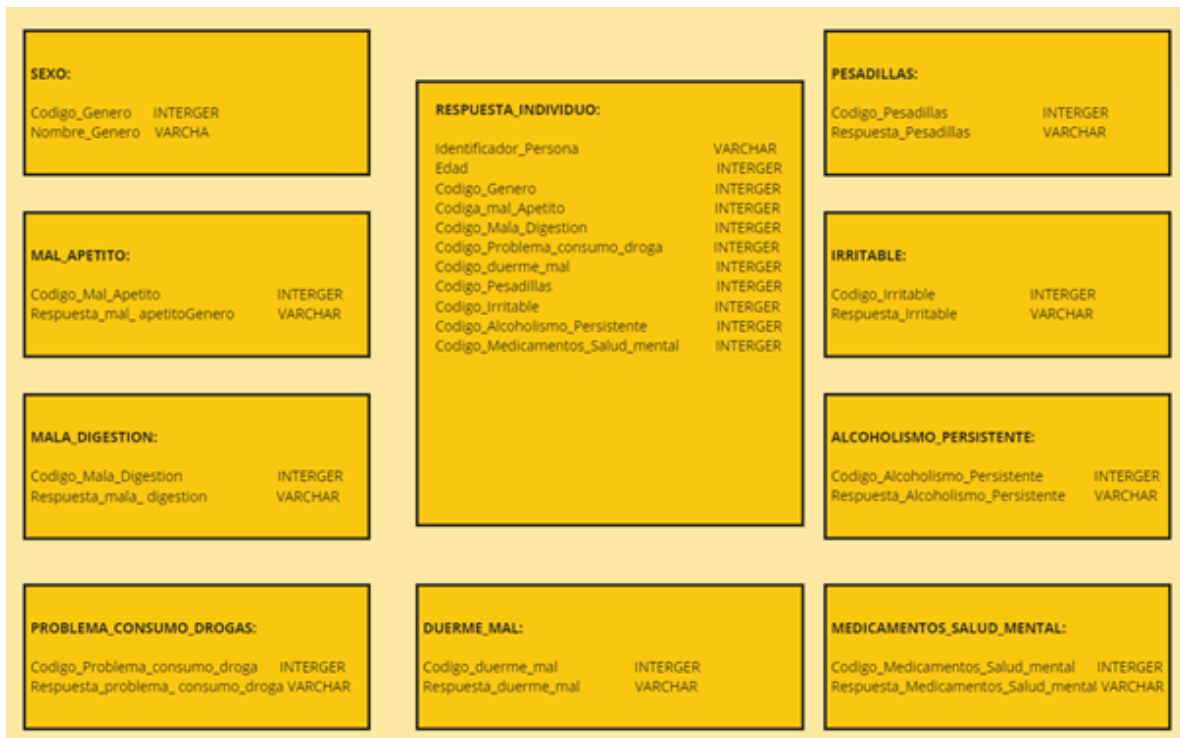 SEXO:
Codigo_Genero INTERGER
Nombre_Genero VARCHA
MAL_APETITO:
Codigo_Mal_Apetito INTERGER
Respuesta_mal_ apetitoGenero VARCHAR
MALA_DIGESTION:
Codigo_Mala_Digestion INTERGER
Respuesta_mala_ digestion VARCHAR
PROBLEMA_CONSUMO_DROGAS:
Codigo_Problema_consumo_droga INTERGER
Respuesta_problema_ consumo_droga VARCHAR
RESPUESTA_INDIVIDUO:
Identificador_Persona VARCHAR
Edad INTERGER
Codigo_Genero INTERGER
Codiga_mal_Apetito INTERGER
Codigo_Mala_Digestion INTERGER
Codigo_Problema_consumo_droga INTERGER
Codigo_duerme_mal INTERGER
Codigo_Pesadillas INTERGER
Codigo_Irritable INTERGER
Codigo_Alcoholismo_Persistente INTERGER
Codigo_Medicamentos_Salud_mental INTERGER
DUERME_MAL:
Codigo_duerme_mal INTERGER
Respuesta_duerme_mal VARCHAR
PESADILLAS:
Codigo_Pesadillas INTERGER
Respuesta_Pesadillas VARCHAR
IRRITABLE:
Codigo_Irritable INTERGER
Respuesta_Irritable VARCHAR
ALCOHOLISMO_PERSISTENTE:
Codigo_Alcoholismo_Persistente INTERGER
Respuesta_Alcoholismo_Persistente VARCHAR
MEDICAMENTOS_SALUD_MENTAL:
Codigo_Medicamentos_Salud_mental INTERGER
Respuesta_Medicamentos_Salud_mental VARCHAR